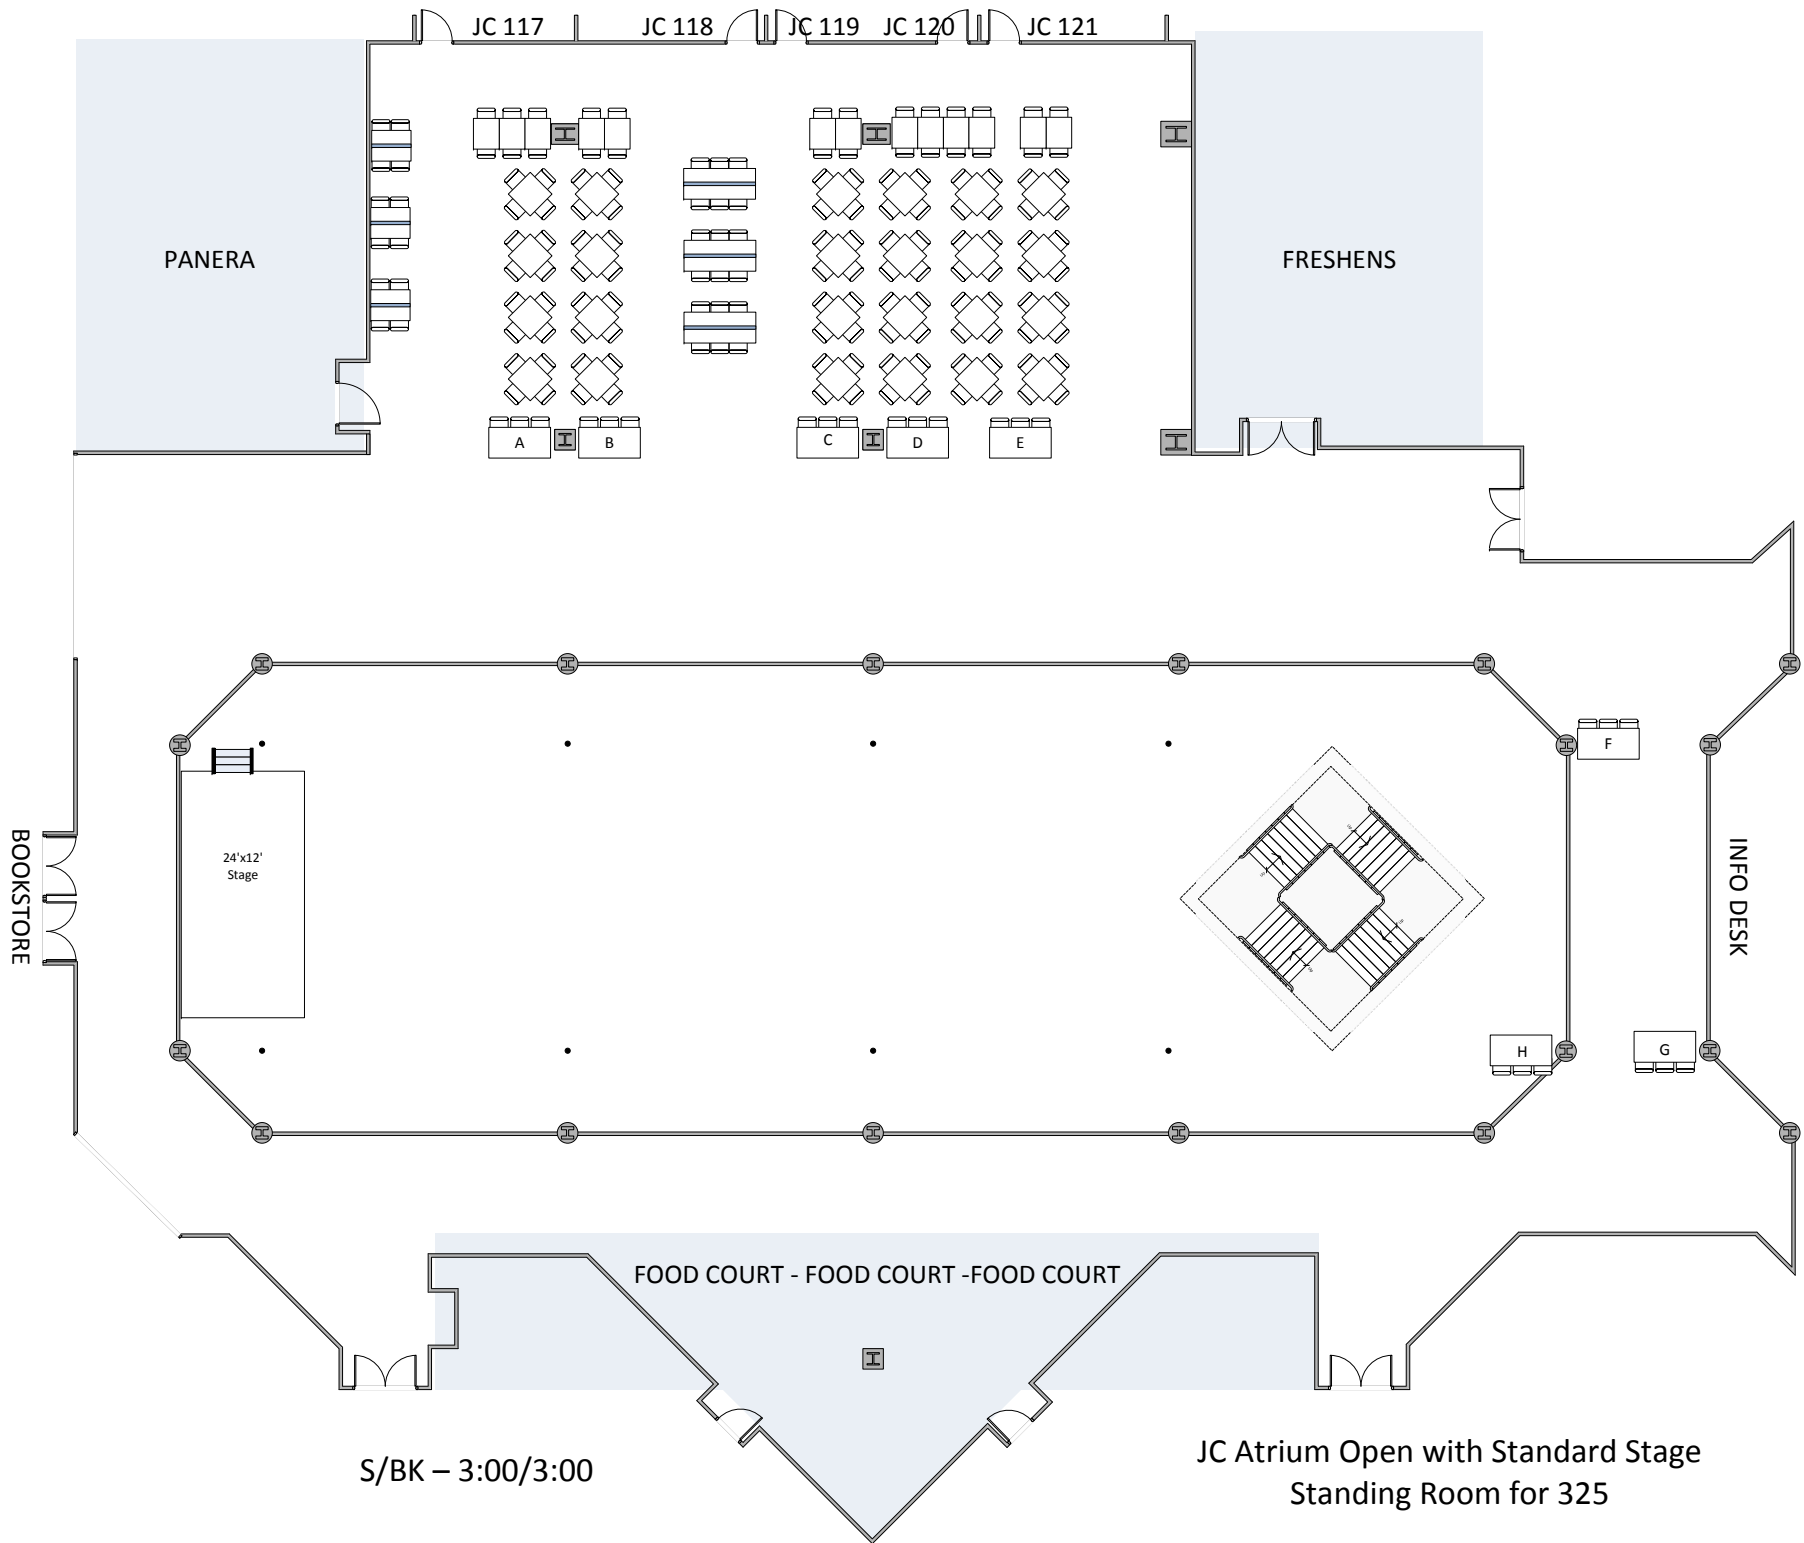 JC 117
JC 118
JC 119
JC 120
JC 121
PANERA
FRESHENS
A
B
C
D
E
F
24'x12'
Stage
BOOKSTORE
INFO DESK
H
G
FOOD COURT - FOOD COURT -FOOD COURT
S/BK – 3:00/3:00
JC Atrium Open with Standard Stage
Standing Room for 325